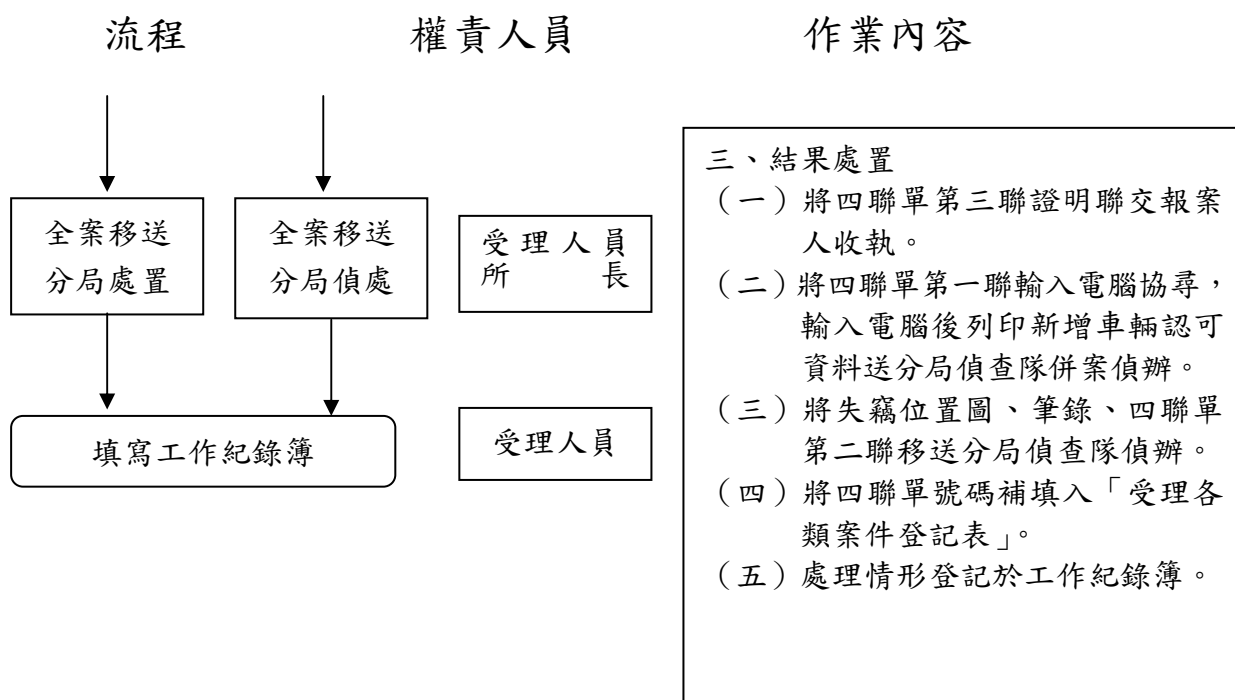 流程 權責人員 作業內容
全案移送
分局處置
全案移送
分局偵處
受理人員
所長
填寫工作紀錄簿
受理人員
三、結果處置
（一）將四聯單第三聯證明聯交報案
人收執。
（二）將四聯單第一聯輸入電腦協尋，
輸入電腦後列印新增車輛認可
資料送分局偵查隊併案偵辦。
（三）將失竊位置圖、筆錄、四聯單
第二聯移送分局偵查隊偵辦。
（四）將四聯單號碼補填入「受理各
類案件登記表」。
（五）處理情形登記於工作紀錄簿。